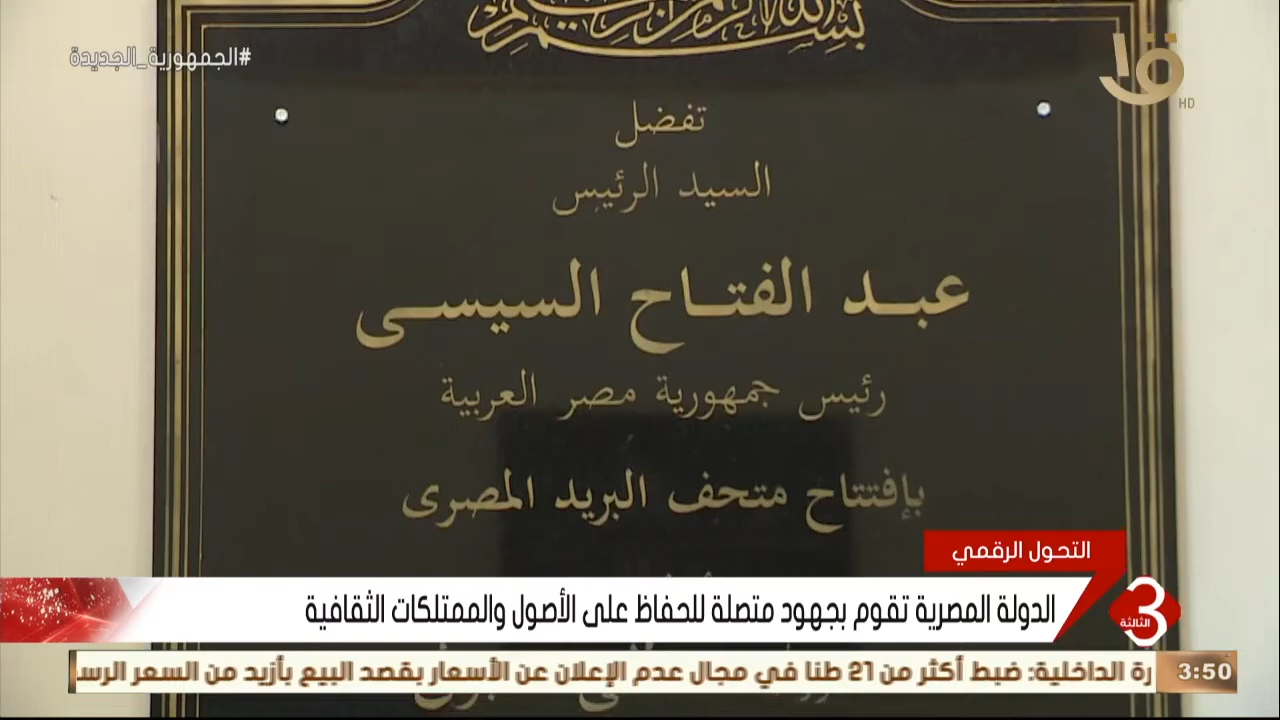 بسم الله الرحمن الرحيم
#الجمهورية_الجديدة
HD
تفضل
السيد الرئيس
عبد الفتاح السيسى
رئيس جمهورية مصر العربية
بإفتتاح متحف البريد المصرى
التحول الرقمي
الدولة المصرية تقوم بجهود متصلة للحفاظ على الأصول والممتلكات الثقافية
3
الثالثة
رة الداخلية: ضبط أكثر من 21 طنا في مجال عدم الإعلان عن الأسعار بقصد البيع بأزيد من السعر الرس
3:50